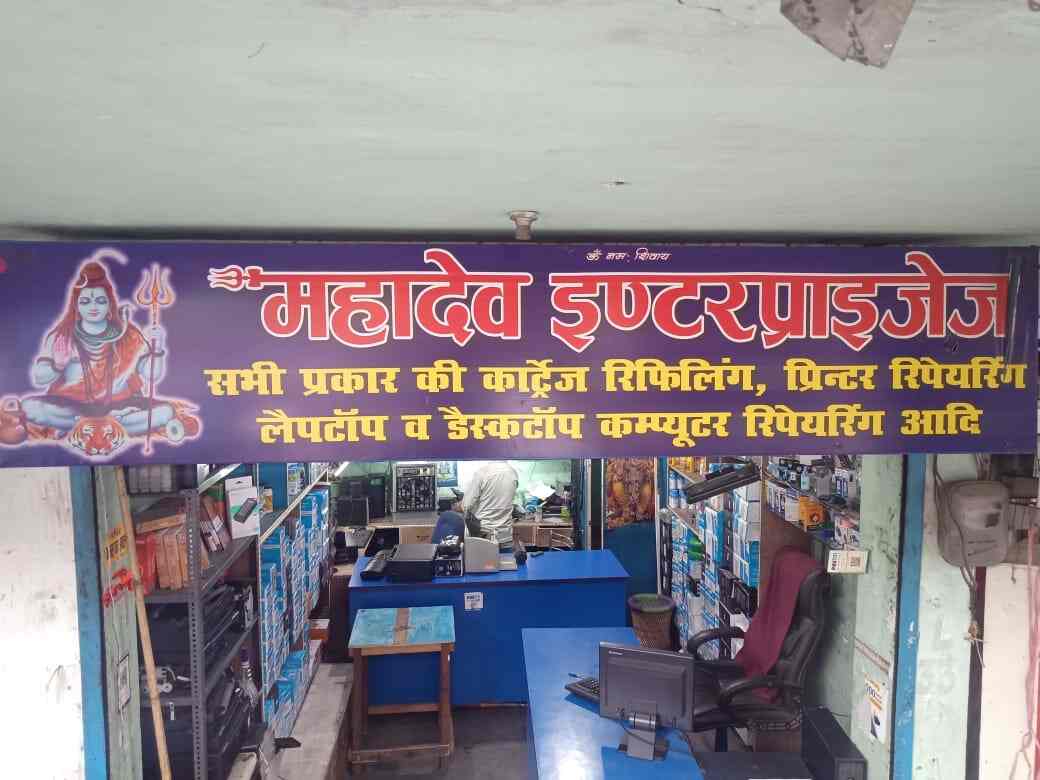 ॐ नमः शिवाय
महादेव इण्टरप्राइजेज
सभी प्रकार की कार्ट्रेज रिफिलिंग, प्रिन्टर रिपेयरिंग
लैपटॉप व डैस्कटॉप कम्प्यूटर रिपेयरिंग आदि